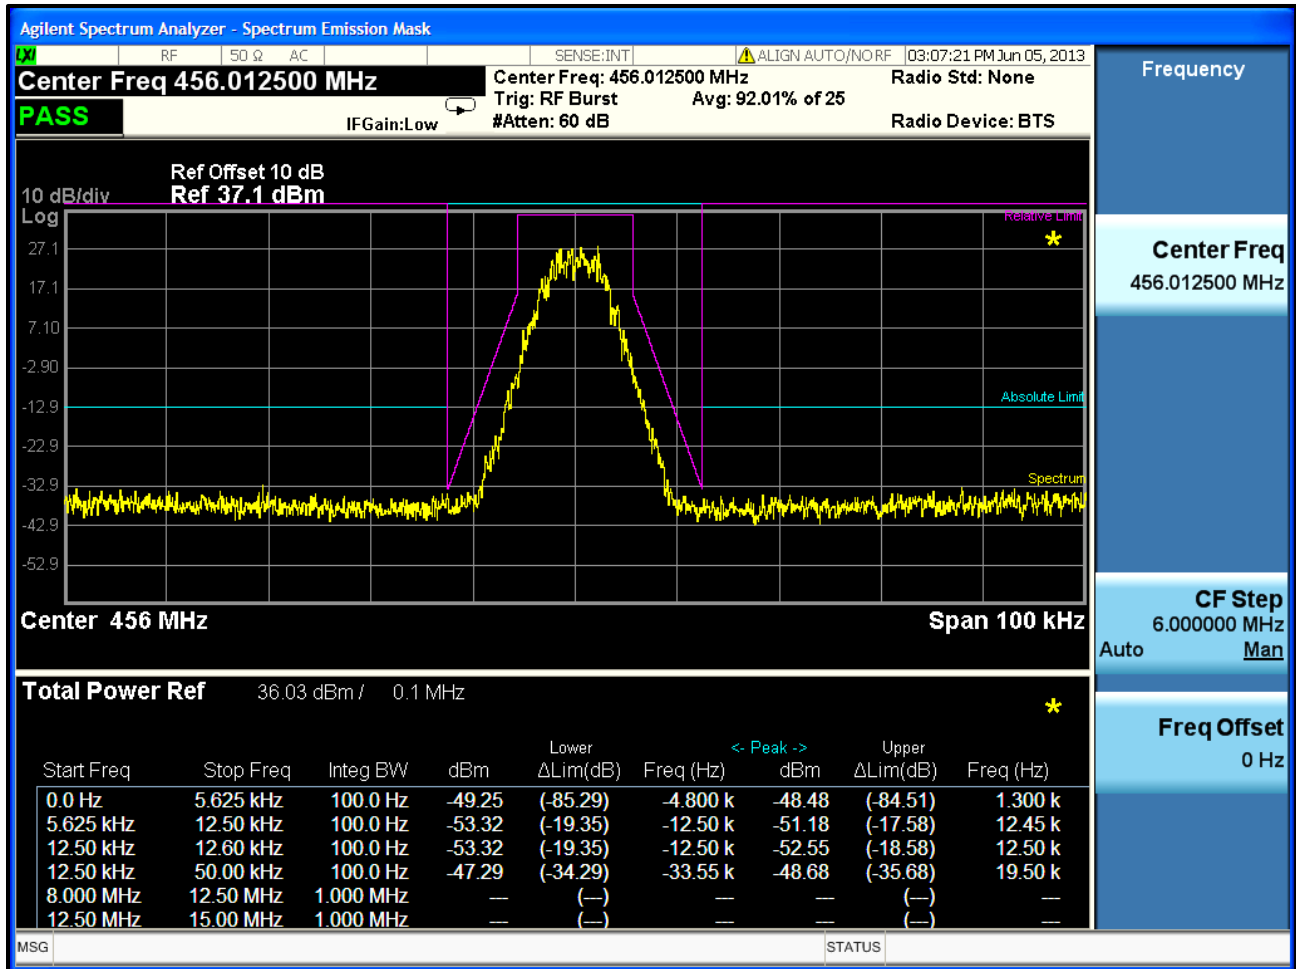 Agilent Spectrum Analyzer - Spectrum Emission Mask
LXI RF 50 Ω AC SENSE:INT ALIGN AUTO/NO RF 03:07:21 PM Jun 05, 2013
Center Freq 456.012500 MHz
Center Freq: 456.012500 MHz Radio Std: None
Trig: RF Burst Avg: 92.01% of 25
PASS
IFGain:Low #Atten: 60 dB Radio Device: BTS
Ref Offset 10 dB
10 dB/div Ref 37.1 dBm
Log
Relative Limit
27.1
17.1
7.10
-2.90
Absolute Limit
-12.9
-22.9
Spectrum
-32.9
-42.9
-52.9
Center 456 MHz Span 100 kHz
Total Power Ref 36.03 dBm / 0.1 MHz
Lower <- Peak -> Upper
Start Freq Stop Freq Integ BW dBm ΔLim(dB) Freq (Hz) dBm ΔLim(dB) Freq (Hz)
0.0 Hz 5.625 kHz 100.0 Hz -49.25 (-85.29) -4.800 k -48.48 (-84.51) 1.300 k
5.625 kHz 12.50 kHz 100.0 Hz -53.32 (-19.35) -12.50 k -51.18 (-17.58) 12.45 k
12.50 kHz 12.60 kHz 100.0 Hz -53.32 (-19.35) -12.50 k -52.55 (-18.58) 12.50 k
12.50 kHz 50.00 kHz 100.0 Hz -47.29 (-34.29) -33.55 k -48.68 (-35.68) 19.50 k
8.000 MHz 12.50 MHz 1.000 MHz --- (---) --- --- (---) ---
12.50 MHz 15.00 MHz 1.000 MHz --- (---) --- --- (---) ---
MSG STATUS
Frequency
Center Freq
456.012500 MHz
CF Step
6.000000 MHz
Auto Man
Freq Offset
0 Hz